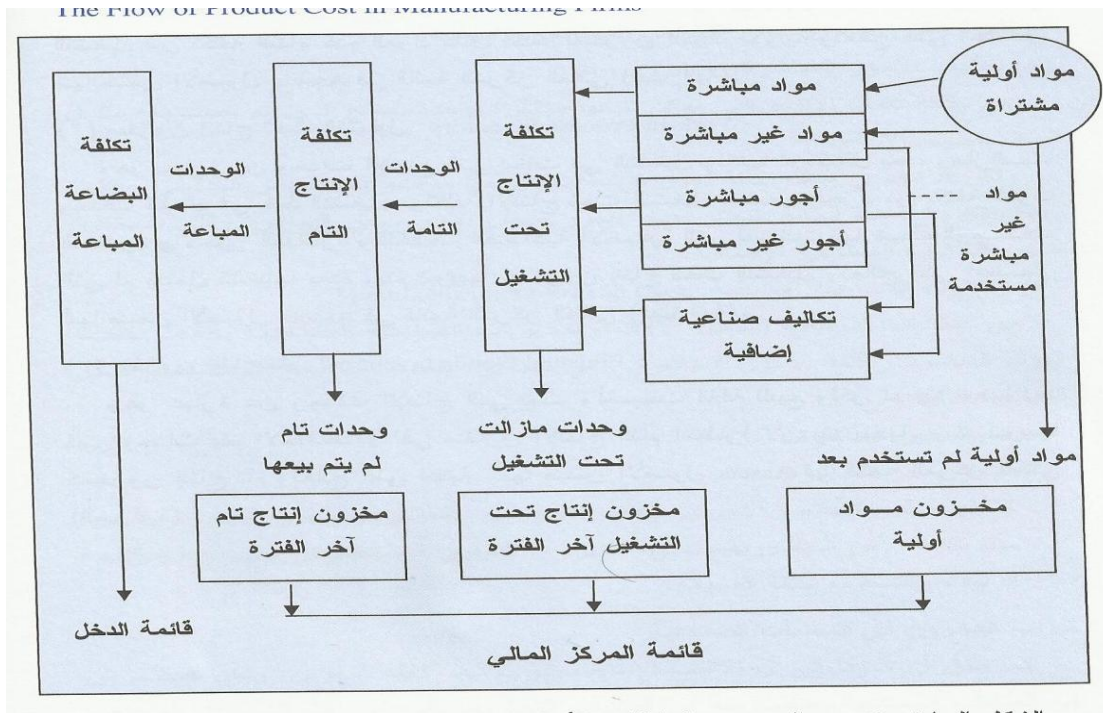 The Flow of Product Cost in Manufacturing Firms
مواد أولية
مشتراة
مواد مباشرة
مواد غير مباشرة
أجور مباشرة
أجور غير مباشرة
تكاليف صناعية
إضافية
مواد
غير
مباشرة
مستخدمة
تكلفة
الإنتاج
تحت
التشغيل
الوحدات
التامة
تكلفة
الإنتاج
التام
الوحدات
المباعة
تكلفة
البضاعة
المباعة
مواد أولية لم تستخدم بعد
وحدات مازالت
تحت التشغيل
وحدات تام
لم يتم بيعها
مخـزون مـواد
أولية
مخزون إنتاج تحت
التشغيل آخر الفترة
مخزون إنتاج تام
آخر الفترة
قائمة الدخل
قائمة المركز المالي